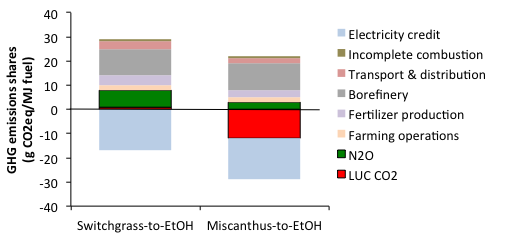 GHG emissions shares
(g CO2eq/MJ fuel)
40
30
20
10
0
-10
-20
-30
-40
Switchgrass-to-EtOH
Miscanthus-to-EtOH
Electricity credit
Incomplete combustion
Transport & distribution
Borefinery
Fertilizer production
Farming operations
N2O
LUC CO2